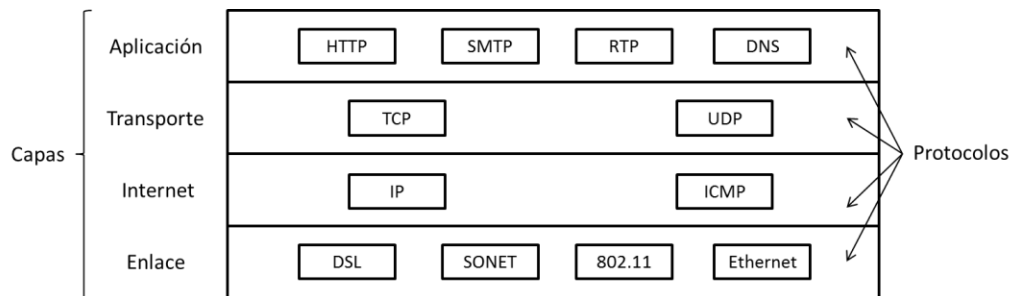 Aplicación
HTTP SMTP RTP DNS
Transporte
TCP UDP
Capas
Protocolos
Internet
IP ICMP
Enlace
DSL SONET 802.11 Ethernet